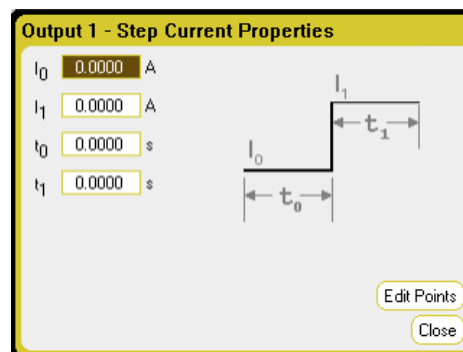 Output 1 - Step Current Properties
I0 0.0000 A
I1 0.0000 A
t0 0.0000 s
t1 0.0000 s
I1
t1
I0
t0
Edit Points
Close